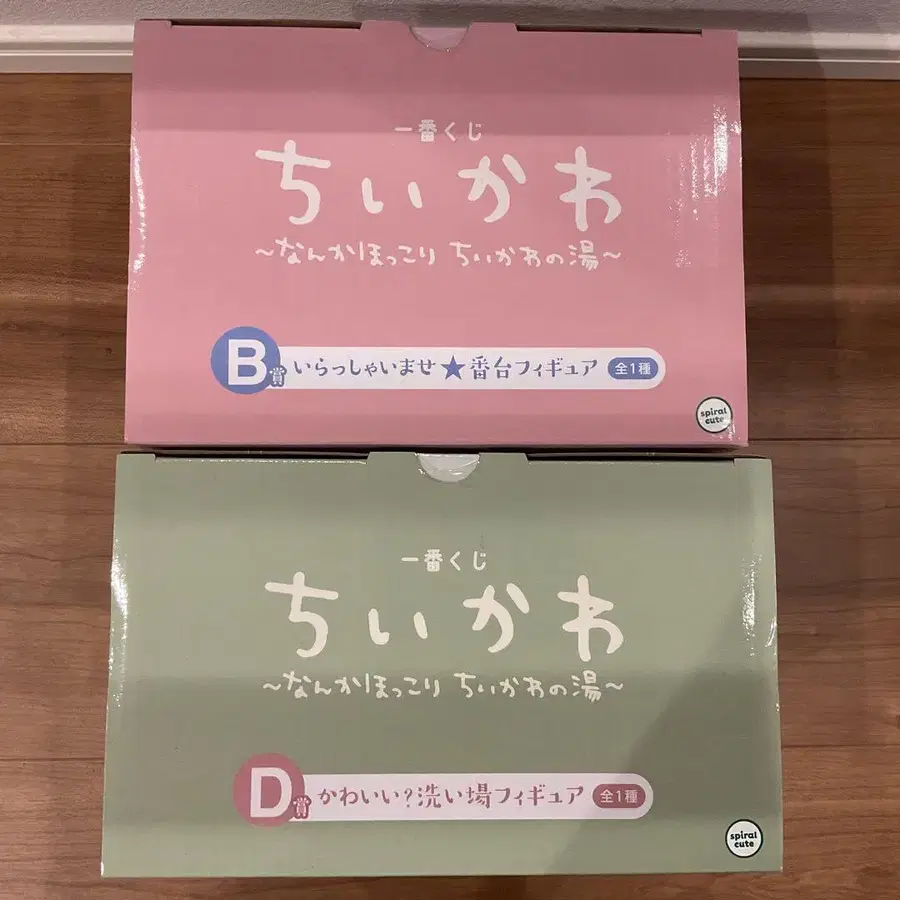 一番くじ
ちいかわ
～なんかほっこり ちいかわの湯～
B賞 いらっしゃいませ★番台フィギュア 全1種
spiral
cute
一番くじ
ちいかわ
～なんかほっこり ちいかわの湯～
D賞 かわいい?洗い場フィギュア 全1種
spiral
cute